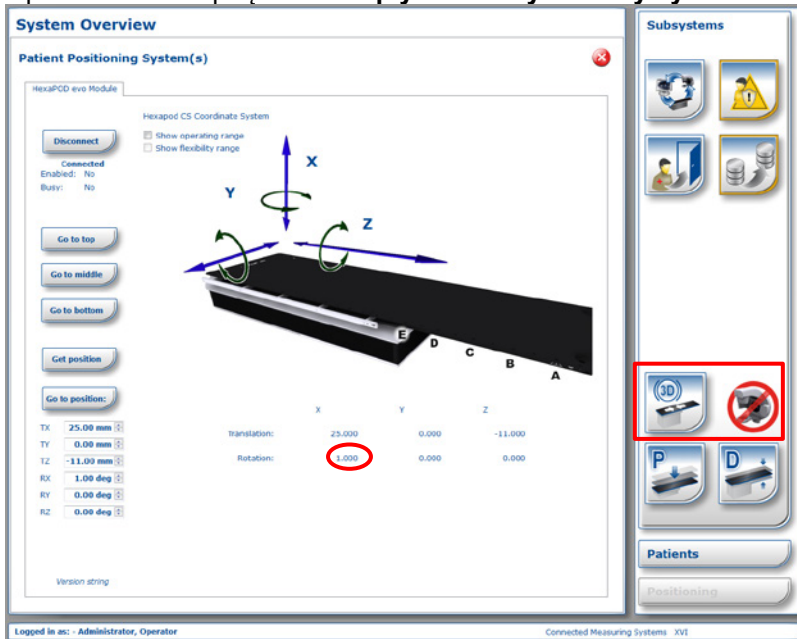 System Overview
Subsystems
Patient Positioning System(s)
HexaPOD evo Module
Hexapod CS Coordinate System
Show operating range
Show flexibility range
Disconnect
Connected
Enabled: No
Busy: No
X
Y
Z
Go to top
Go to middle
Go to bottom
E
D
C
B
A
Get position
Go to position:
X Y Z
TX 25.00 mm
Translation: 25.000 0.000 -11.000
TY 0.00 mm
TZ -11.00 mm
Rotation: 1.000 0.000 0.000
RX 1.00 deg
RY 0.00 deg
RZ 0.00 deg
(3D)
P
D
Version string
Patients
Positioning
Logged in as: - Administrator, Operator
Connected Measuring Systems XVI